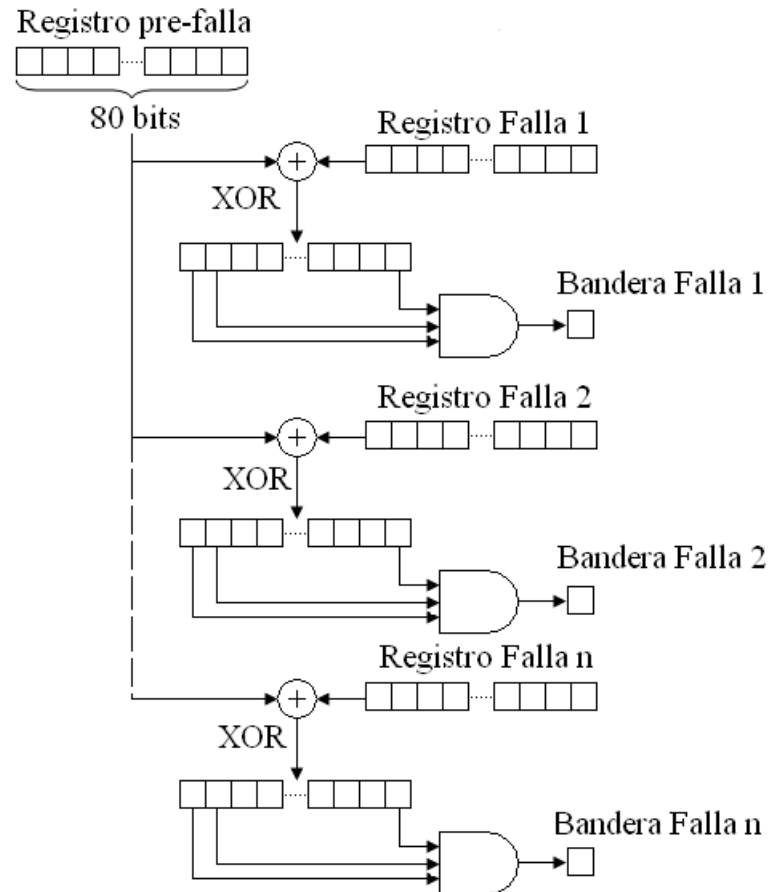 Registro pre-falla
80 bits
Registro Falla 1
+
XOR
Bandera Falla 1
Registro Falla 2
+
XOR
Bandera Falla 2
Registro Falla n
+
XOR
Bandera Falla n